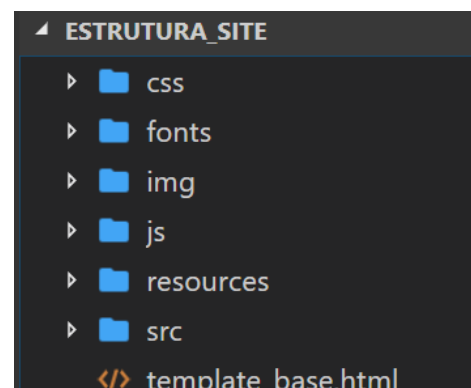 ESTRUTURA_SITE
css
fonts
img
js
resources
src
template_base.html